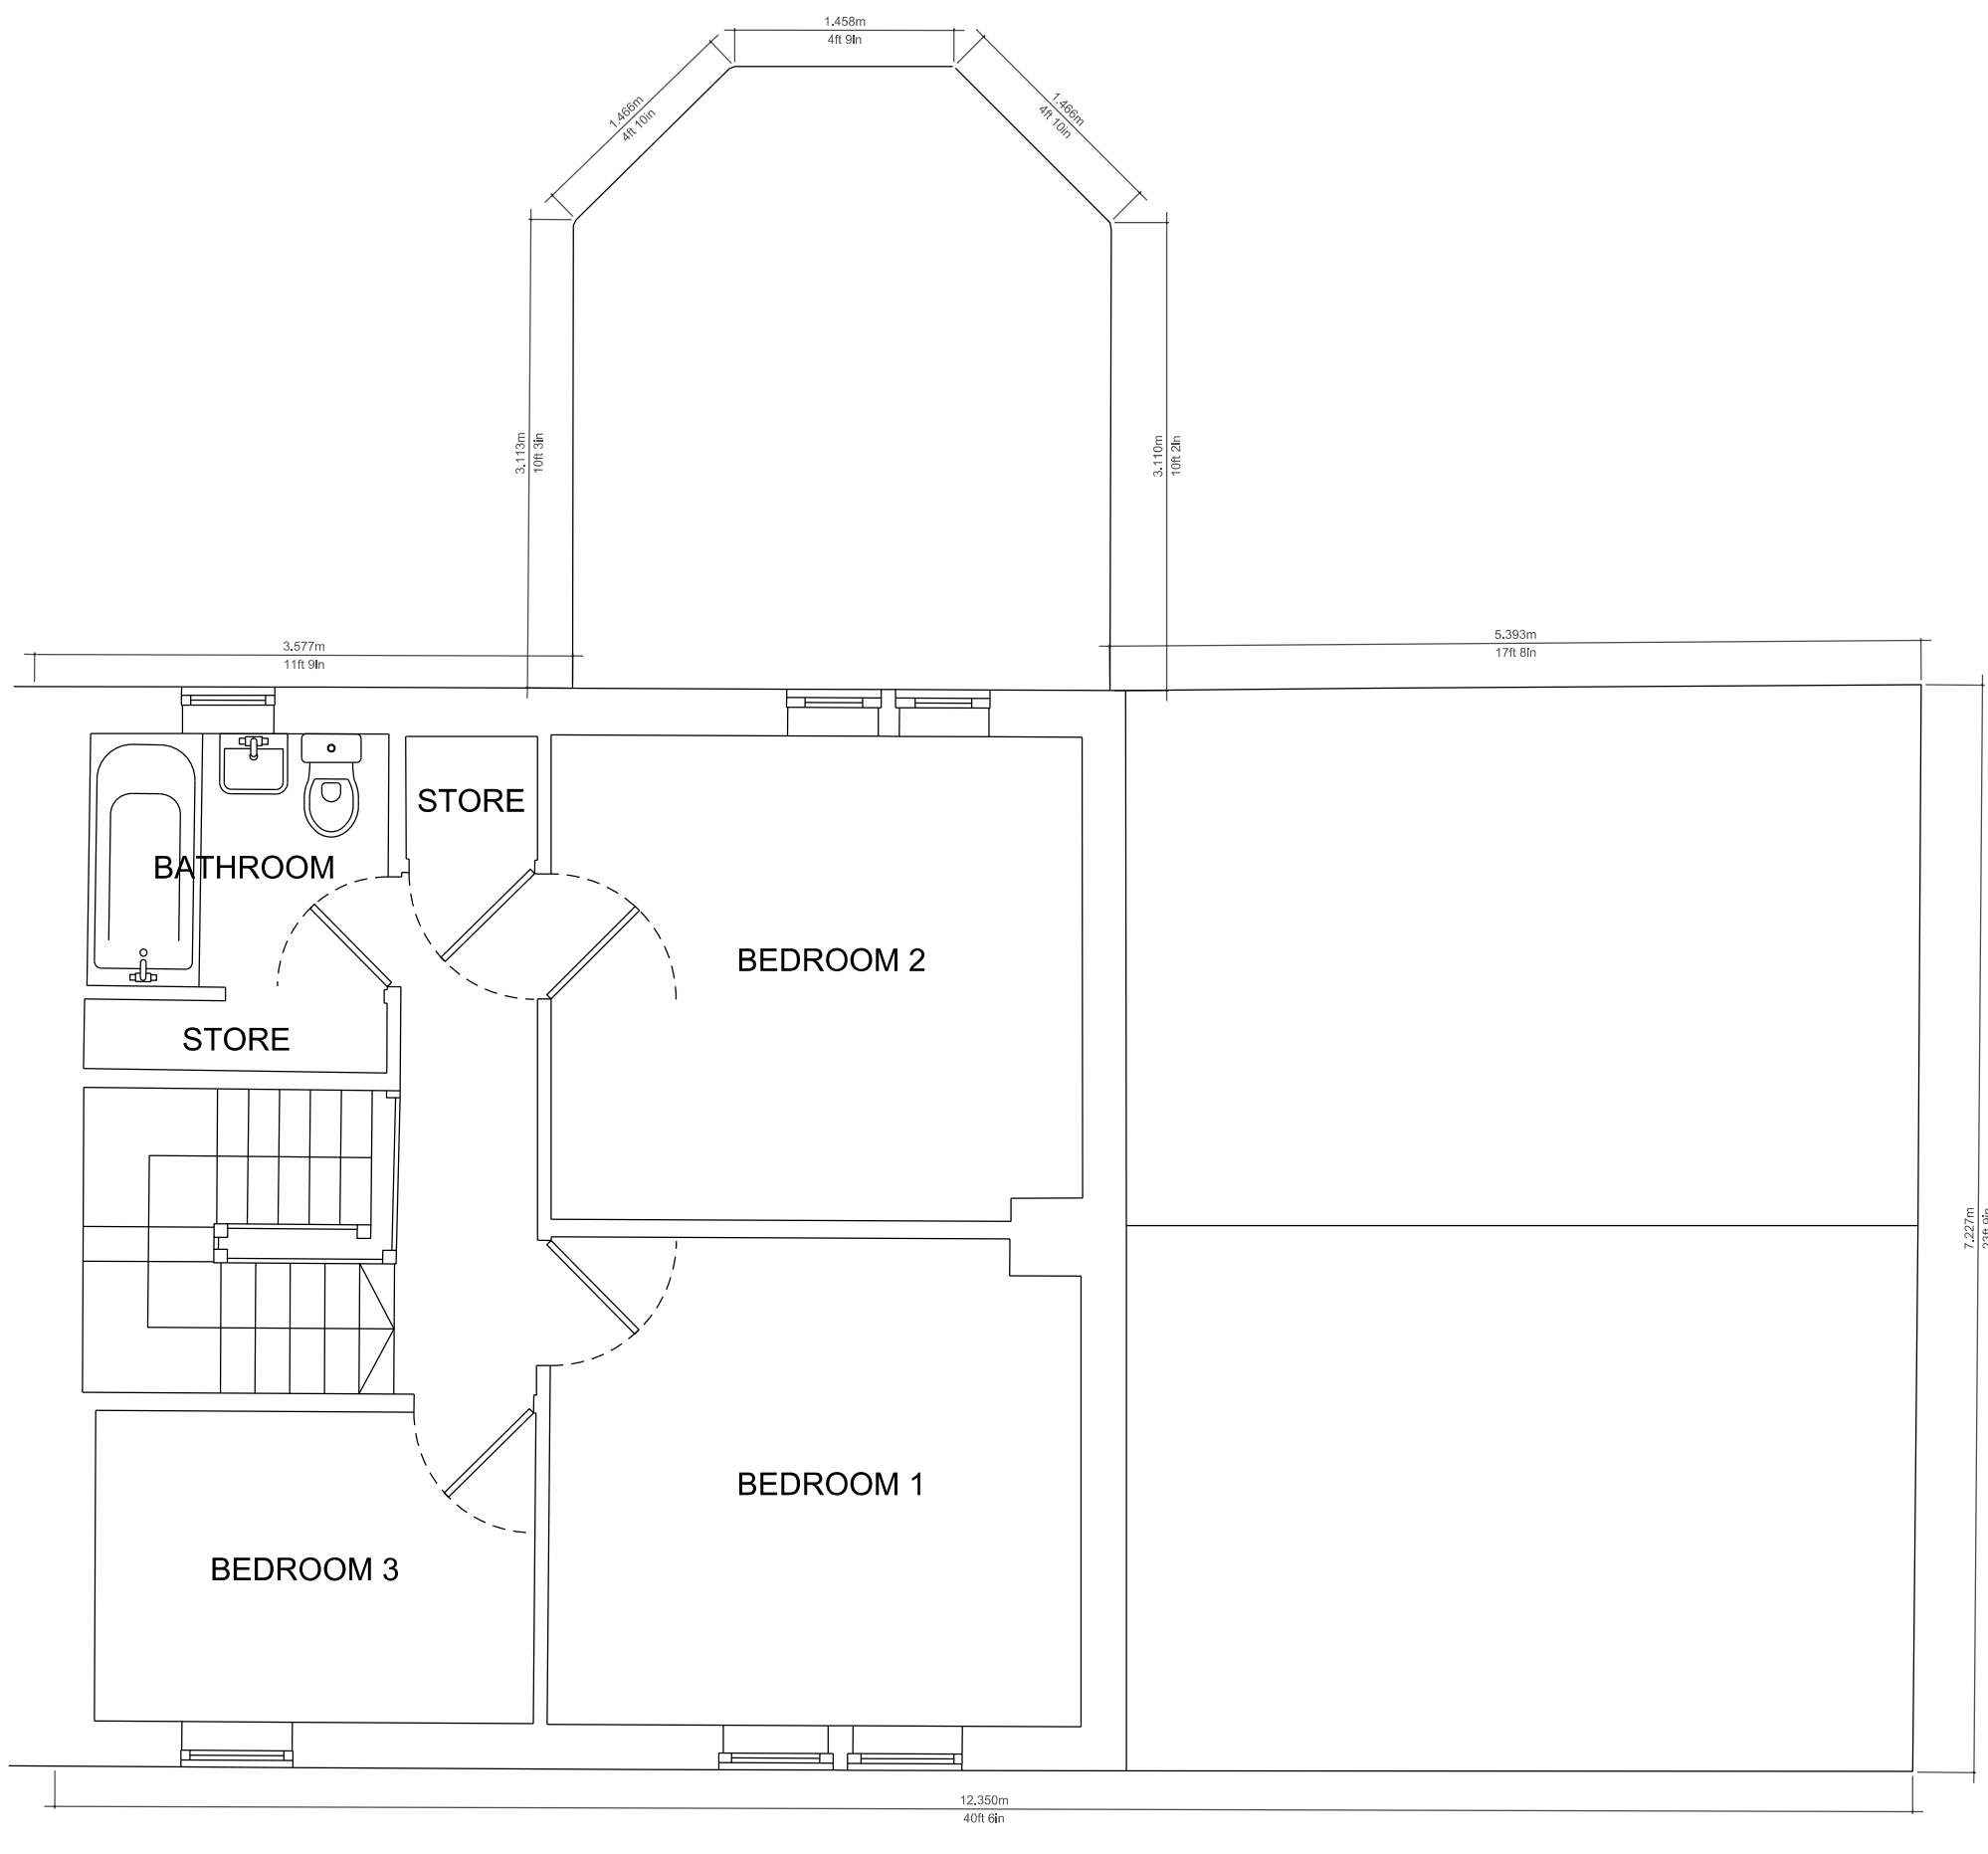 1.458m
4ft 9in
1.466m
4ft 10in
1.466m
4ft 10in
3.113m
10ft 3in
3.110m
10ft 2in
3.577m
11ft 9in
5.393m
17ft 8in
STORE
BATHROOM
BEDROOM 2
STORE
7.227m
23ft 9in
BEDROOM 1
BEDROOM 3
12.350m
40ft 6in